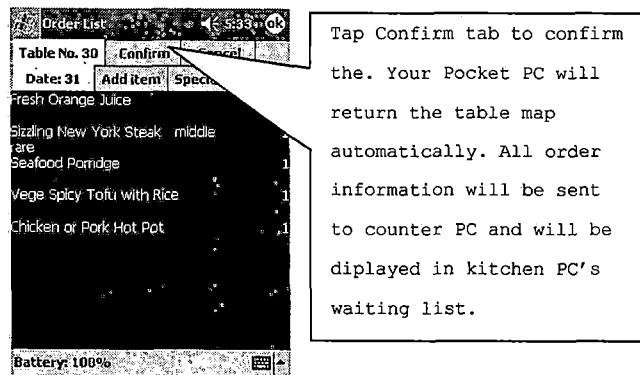 Order List 5:33 ok
Table No. 30 Confirm Cancel
Date: 31 Add item
Fresh Orange Juice
Sizzling New York Steak middle 1
rare
Seafood Porridge 1
Vege Spicy Tofu with Rice 1
Chicken or Pork Hot Pot 1
Battery: 100%
Tap Confirm tab to confirm
the. Your Pocket PC will
return the table map
automatically. All order
information will be sent
to counter PC and will be
diplayed in kitchen PC's
waiting list.